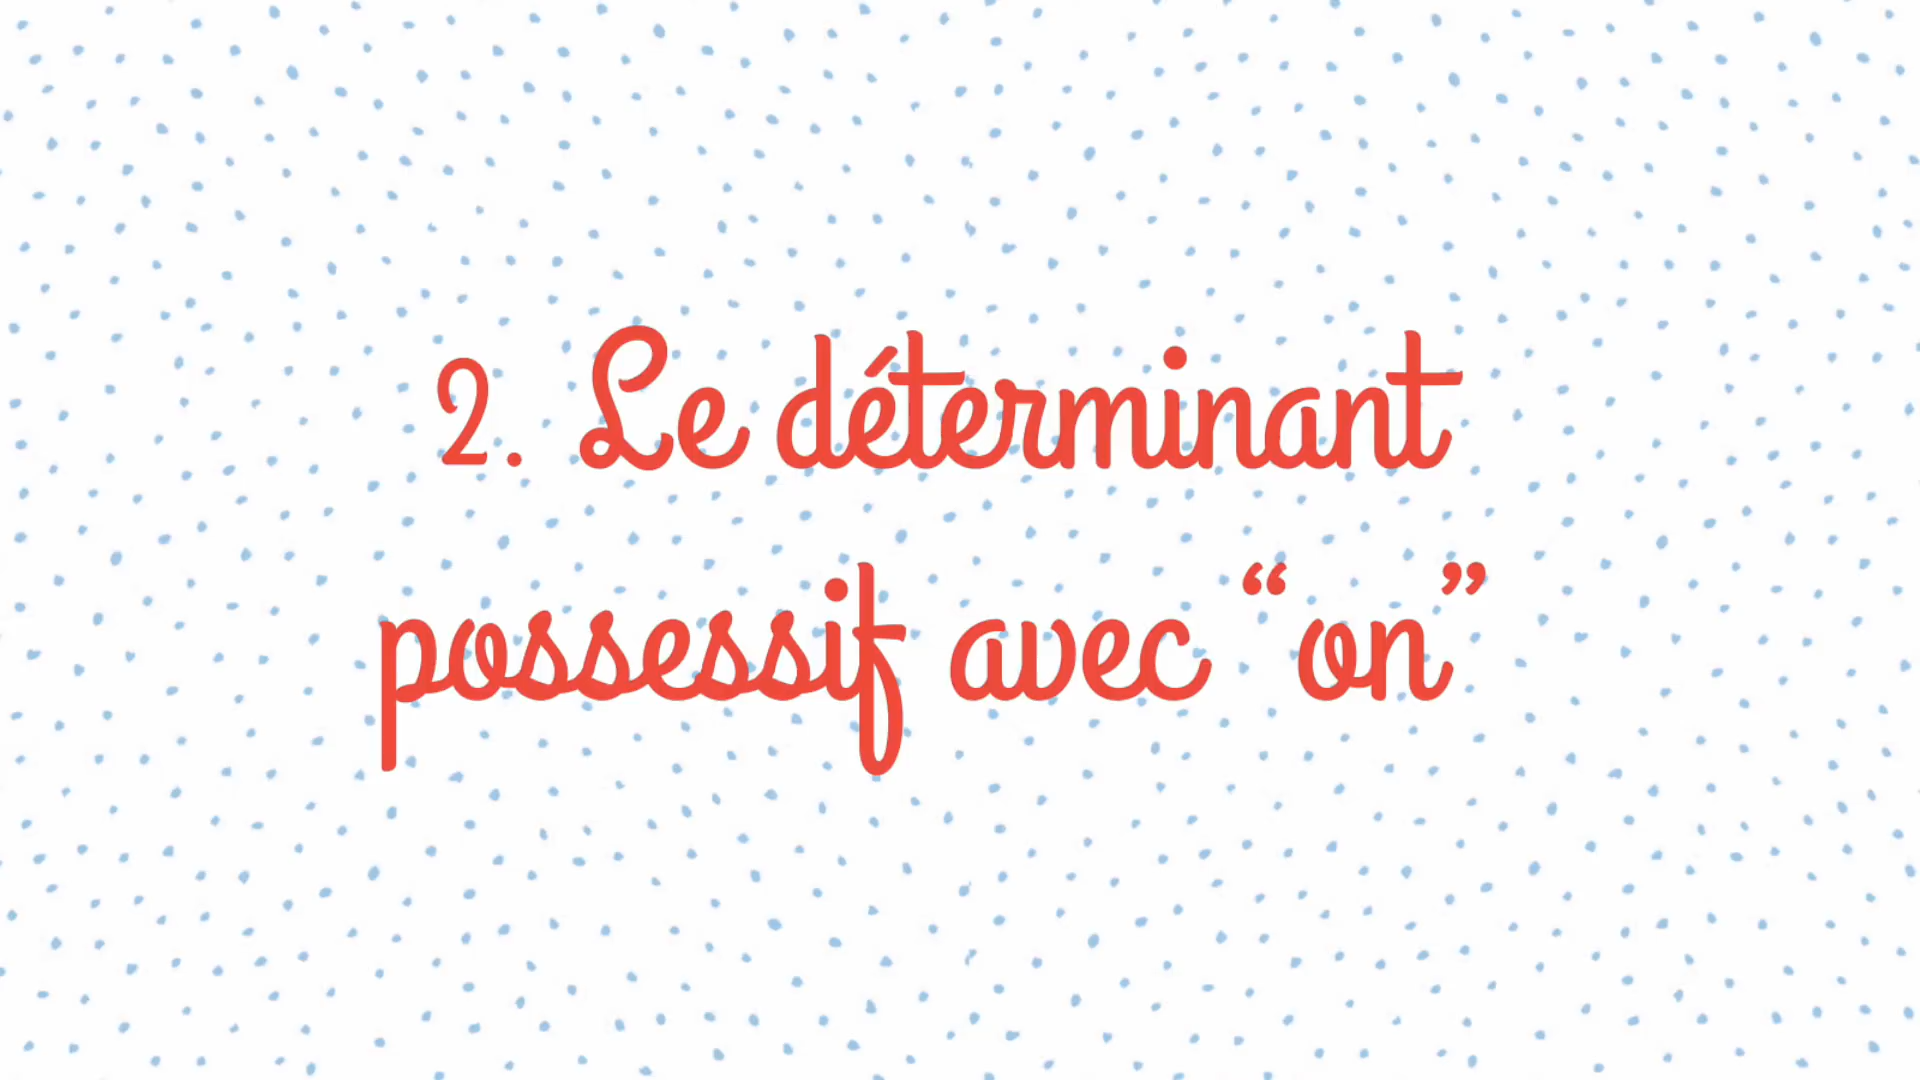 2. Le déterminant
possessif avec “on”